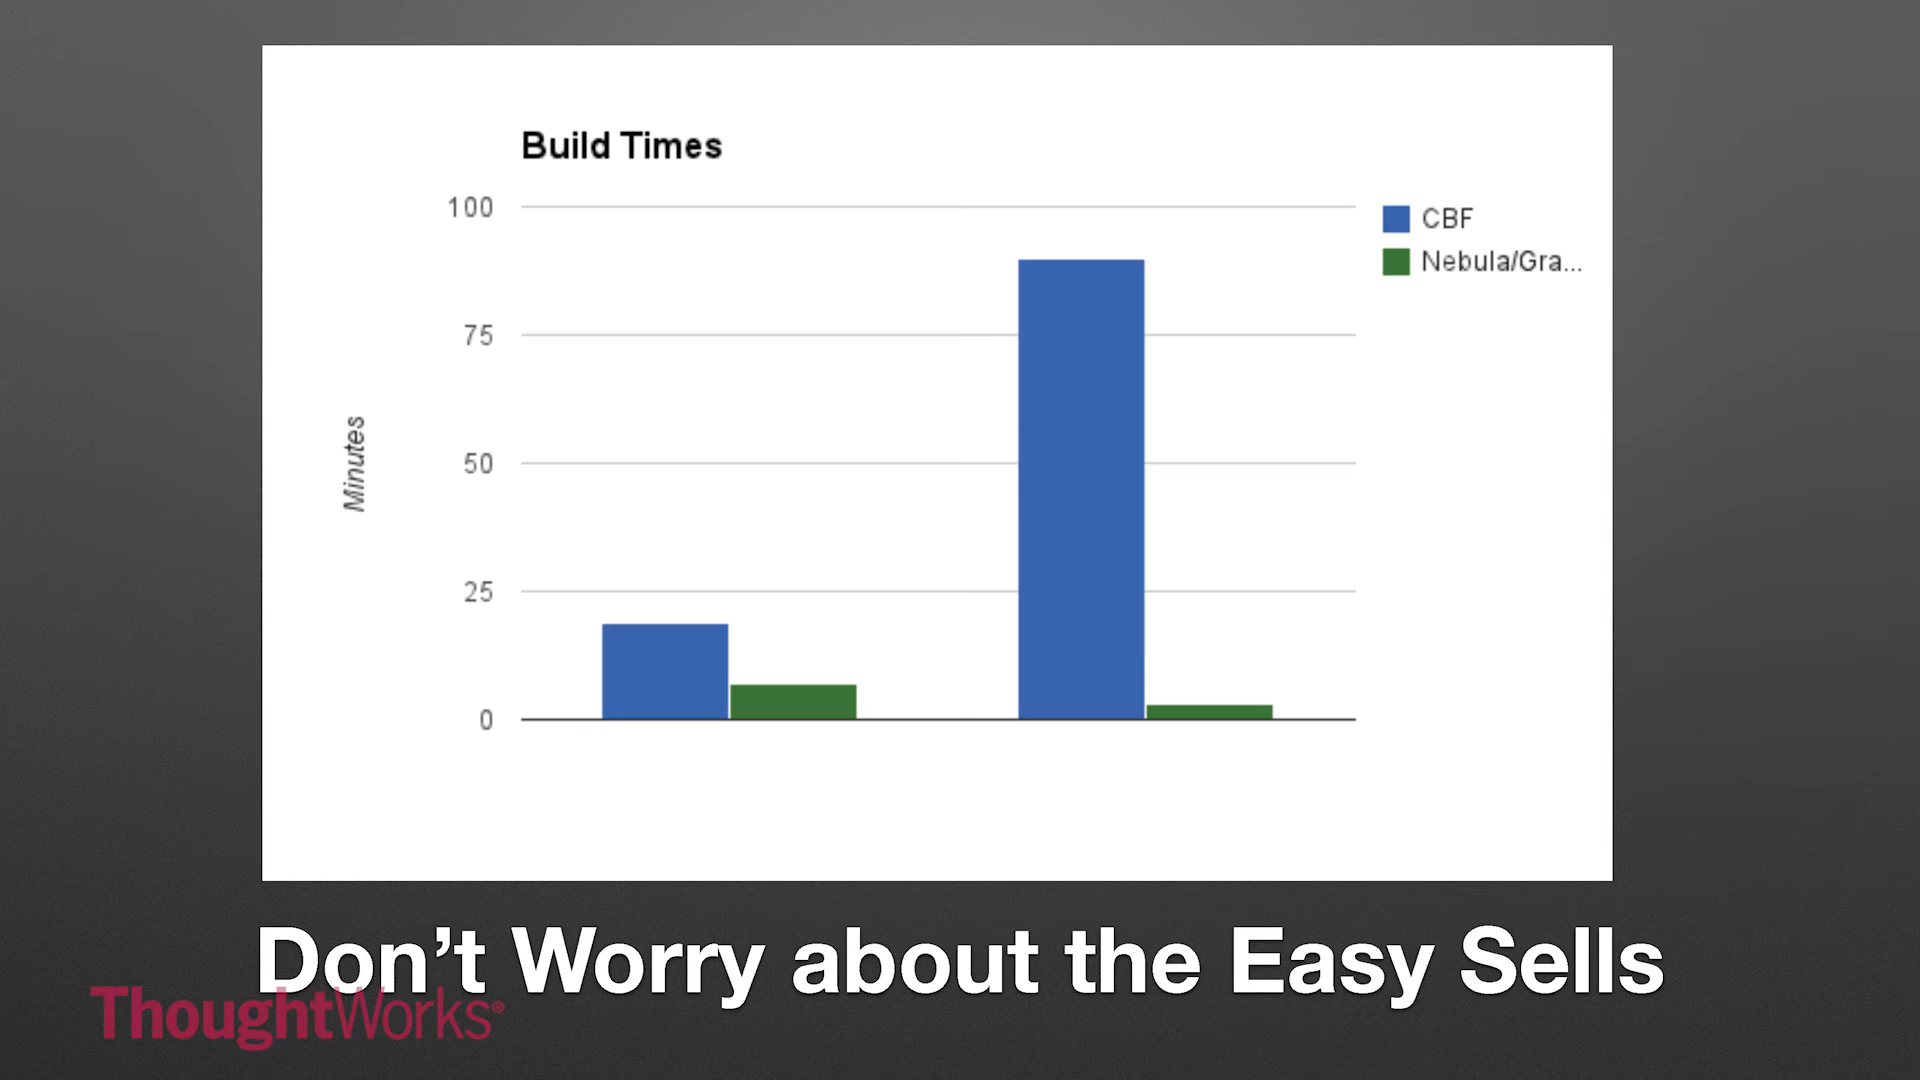 Build Times
100
CBF
Nebula/Gra...
75
Minutes
50
25
0
Don’t Worry about the Easy Sells
ThoughtWorks®